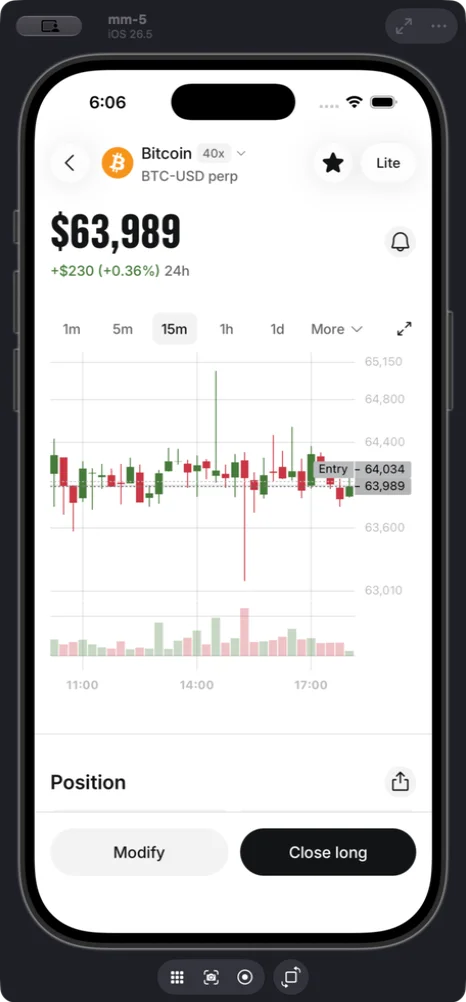 mm-5
iOS 26.5
6:06
Bitcoin 40x
BTC-USD perp
Lite
$63,989
+$230 (+0.36%) 24h
1m 5m 15m 1h 1d More
65,150
64,800
64,400
Entry 64,034
63,989
63,600
63,010
11:00 14:00 17:00
Position
Modify Close long